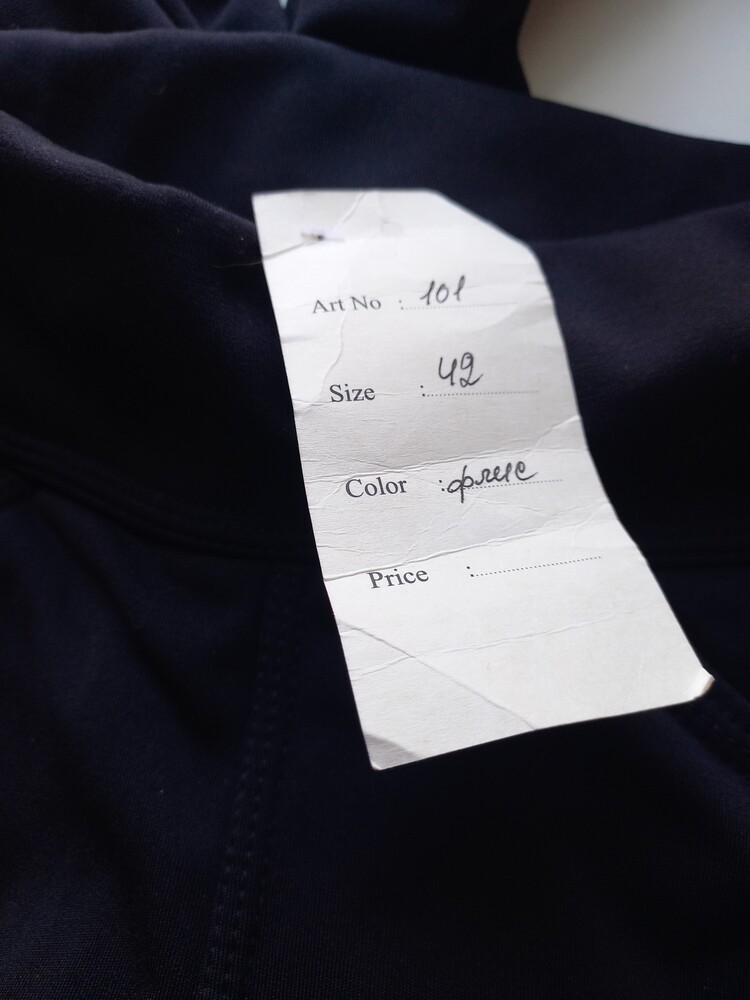 Art No : 101
Size : 42
Color : флис
Price :